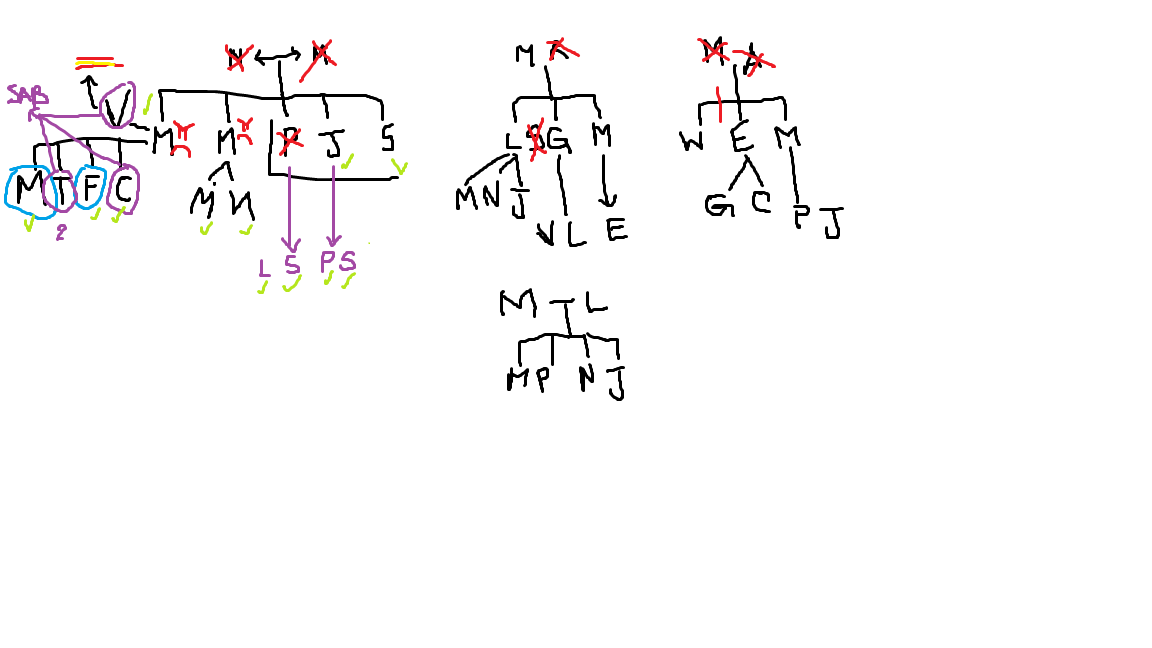 M M A
SAB V
M M P J S L S G M W E M
M T F C
M N M N J G C
2 V L E P J
L S P S
M T L
M P N J